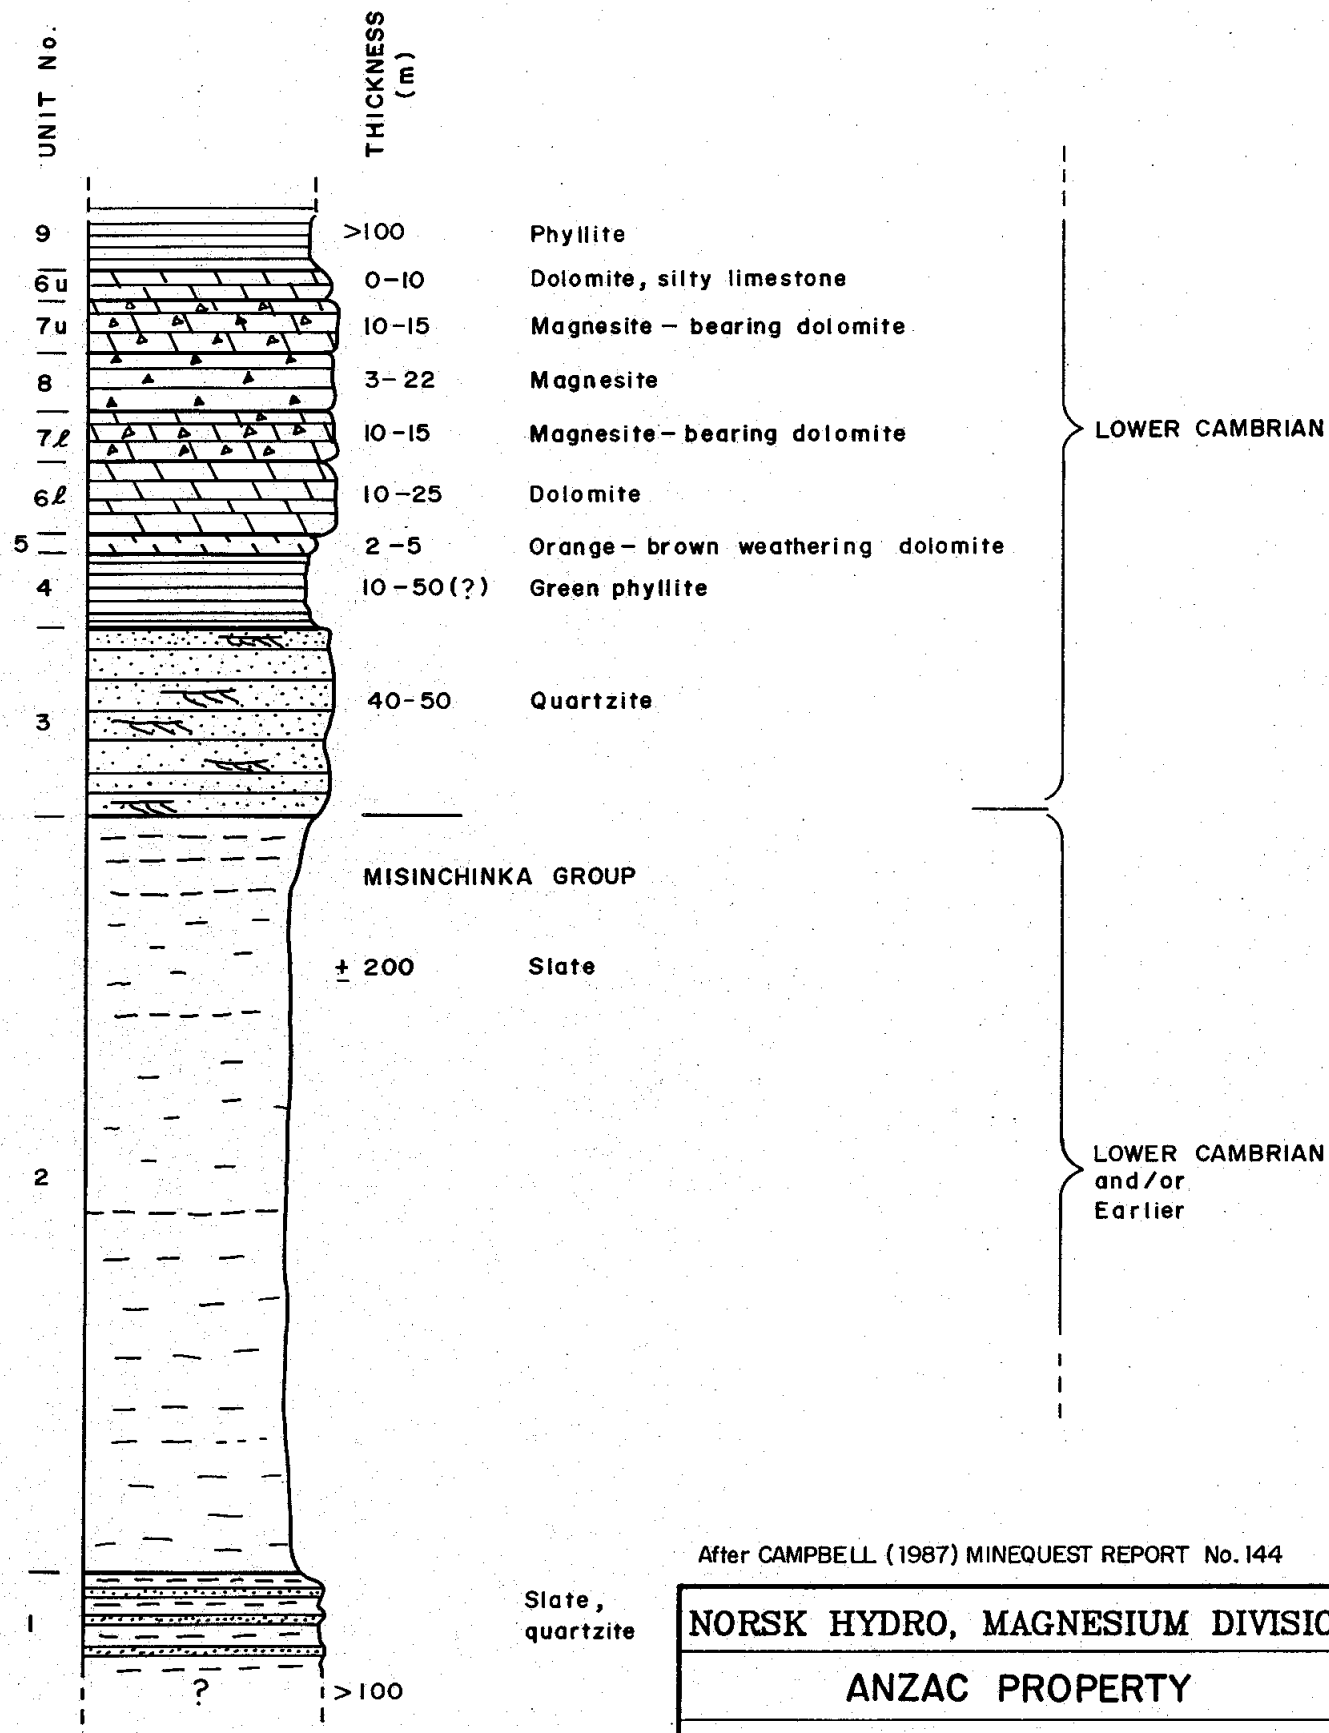 UNIT No.
THICKNESS
(m)
9 >100 Phyllite
6u 0-10 Dolomite, silty limestone
7u 10-15 Magnesite - bearing dolomite
8 3-22 Magnesite
7ℓ 10-15 Magnesite - bearing dolomite
LOWER CAMBRIAN
6ℓ 10-25 Dolomite
5 2-5 Orange - brown weathering dolomite
4 10-50(?) Green phyllite
3 40-50 Quartzite
MISINCHINKA GROUP
± 200 Slate
2
LOWER CAMBRIAN
and/or
Earlier
After CAMPBELL (1987) MINEQUEST REPORT No. 144
1 Slate,
quartzite
? >100
NORSK HYDRO, MAGNESIUM DIVISIO
ANZAC PROPERTY